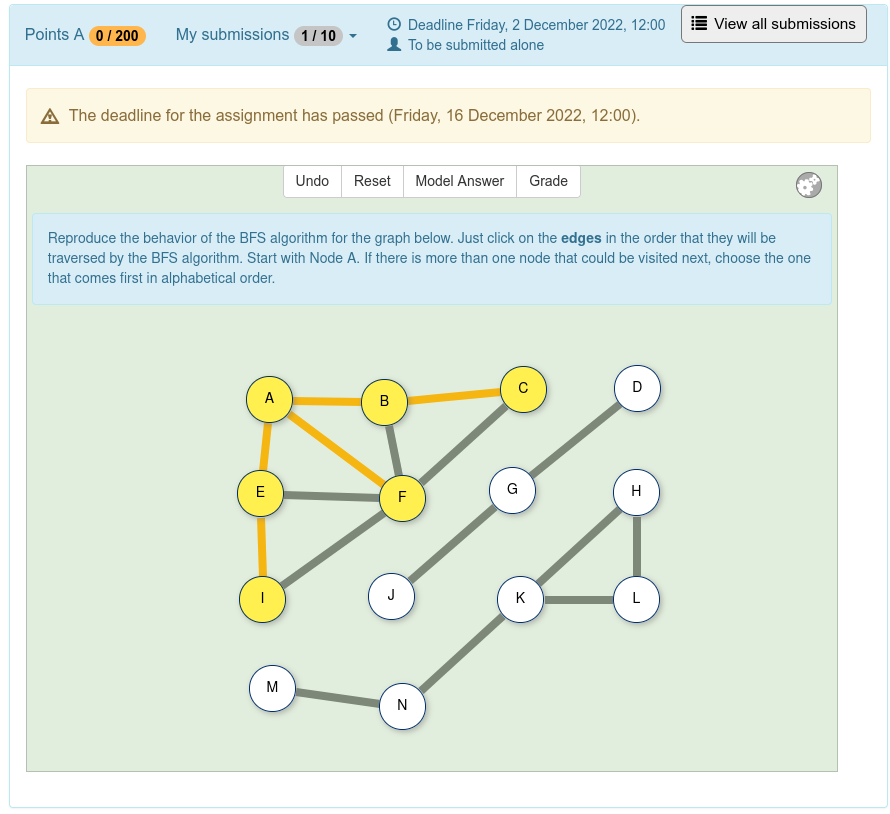 Points A 0 / 200 My submissions 1 / 10
Deadline Friday, 2 December 2022, 12:00
To be submitted alone
View all submissions
The deadline for the assignment has passed (Friday, 16 December 2022, 12:00).
Undo Reset Model Answer Grade
Reproduce the behavior of the BFS algorithm for the graph below. Just click on the edges in the order that they will be
traversed by the BFS algorithm. Start with Node A. If there is more than one node that could be visited next, choose the one
that comes first in alphabetical order.
A B C D
E F G H
I J K L
M N